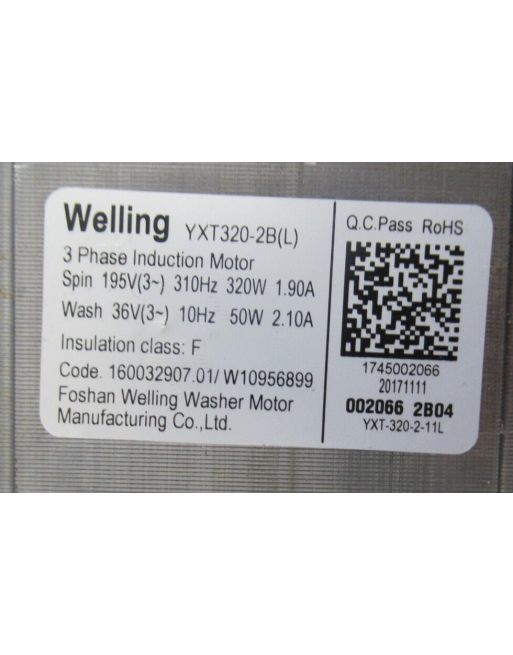 Welling YXT320-2B(L)
3 Phase Induction Motor
Spin 195V(3~) 310Hz 320W 1.90A
Wash 36V(3~) 10Hz 50W 2.10A
Insulation class: F
Code. 160032907.01/ W10956899
Foshan Welling Washer Motor
Manufacturing Co.,Ltd.
Q.C.Pass RoHS
1745002066
20171111
002066 2B04
YXT-320-2-11L